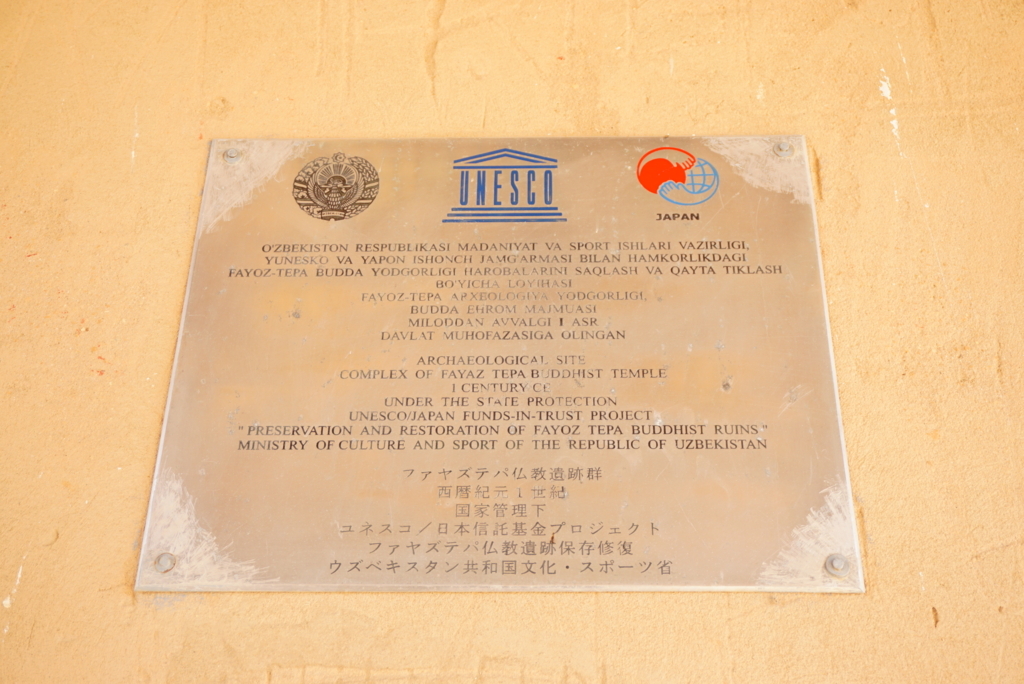 UNESCO
JAPAN
O'ZBEKISTON RESPUBLIKASI MADANIYAT VA SPORT ISHLARI VAZIRLIGI,
YUNESKO VA YAPON ISHONCH JAMG'ARMASI BILAN HAMKORLIKDAGI
FAYOZ-TEPA BUDDA YODGORLIGI HAROBALARINI SAQLASH VA QAYTA TIKLASH
BO'YICHA LOYIHASI
FAYOZ-TEPA ARXEOLOGIYA YODGORLIGI,
BUDDA EHROM MAJMUASI
MILODDAN AVVALGI I ASR
DAVLAT MUHOFAZASIGA OLINGAN
ARCHAEOLOGICAL SITE
COMPLEX OF FAYAZ TEPA BUDDHIST TEMPLE
I CENTURY CE
UNDER THE STATE PROTECTION
UNESCO/JAPAN FUNDS-IN-TRUST PROJECT
"PRESERVATION AND RESTORATION OF FAYOZ TEPA BUDDHIST RUINS"
MINISTRY OF CULTURE AND SPORT OF THE REPUBLIC OF UZBEKISTAN
ファヤズテパ仏教遺跡群
西暦紀元1世紀
国家管理下
ユネスコ/日本信託基金プロジェクト
ファヤズテパ仏教遺跡保存修復
ウズベキスタン共和国文化・スポーツ省